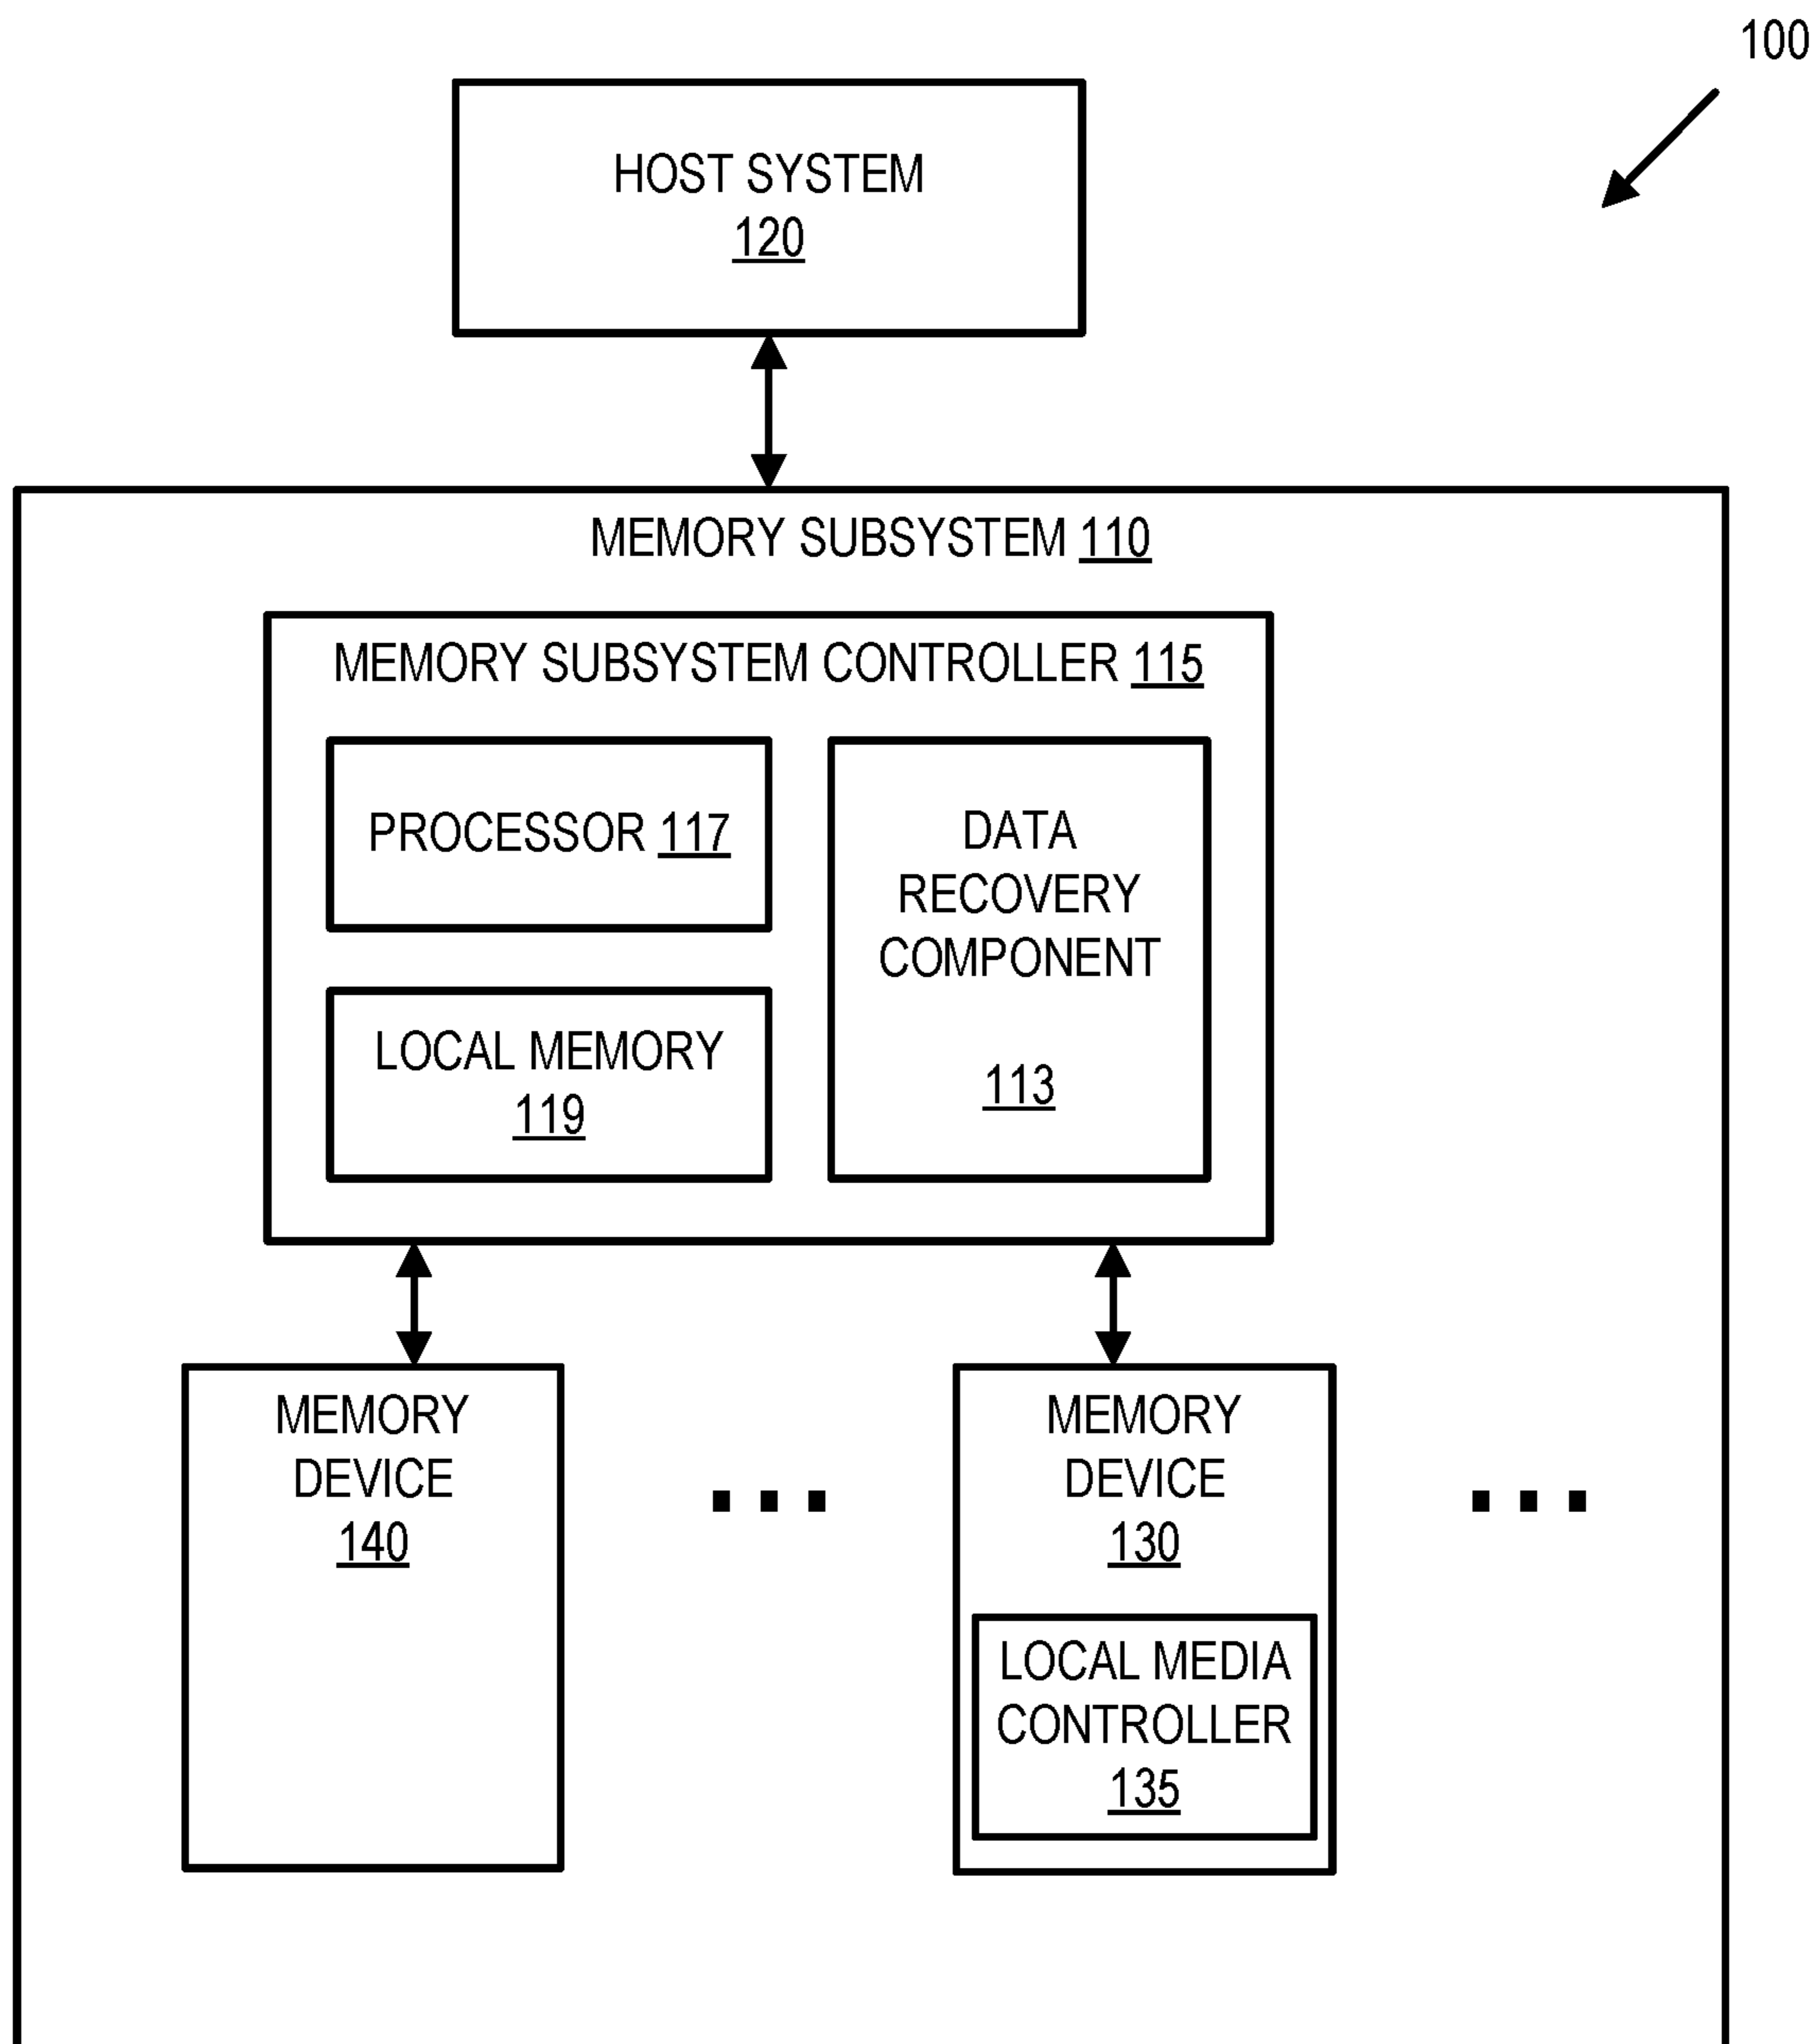 100
HOST SYSTEM
120
MEMORY SUBSYSTEM 110
MEMORY SUBSYSTEM CONTROLLER 115
PROCESSOR 117
LOCAL MEMORY
119
DATA
RECOVERY
COMPONENT
113
MEMORY
DEVICE
140
MEMORY
DEVICE
130
LOCAL MEDIA
CONTROLLER
135